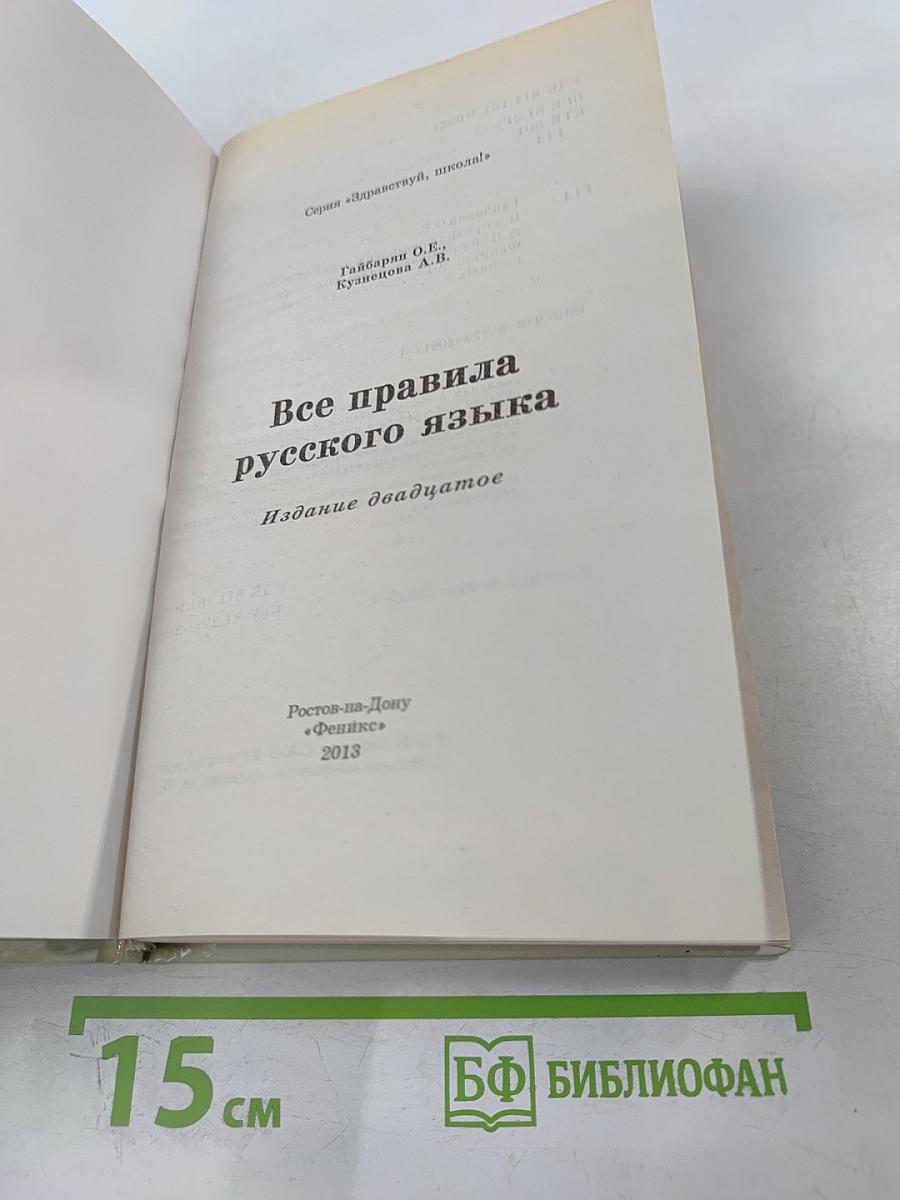 Серия «Здравствуй, школа!»
Гайбарян О.Е.,
Кузнецова А.В.
Все правила
русского языка
Издание двадцатое
Ростов-на-Дону
«Феникс»
2013
15 см
БФ БИБЛИОФАН